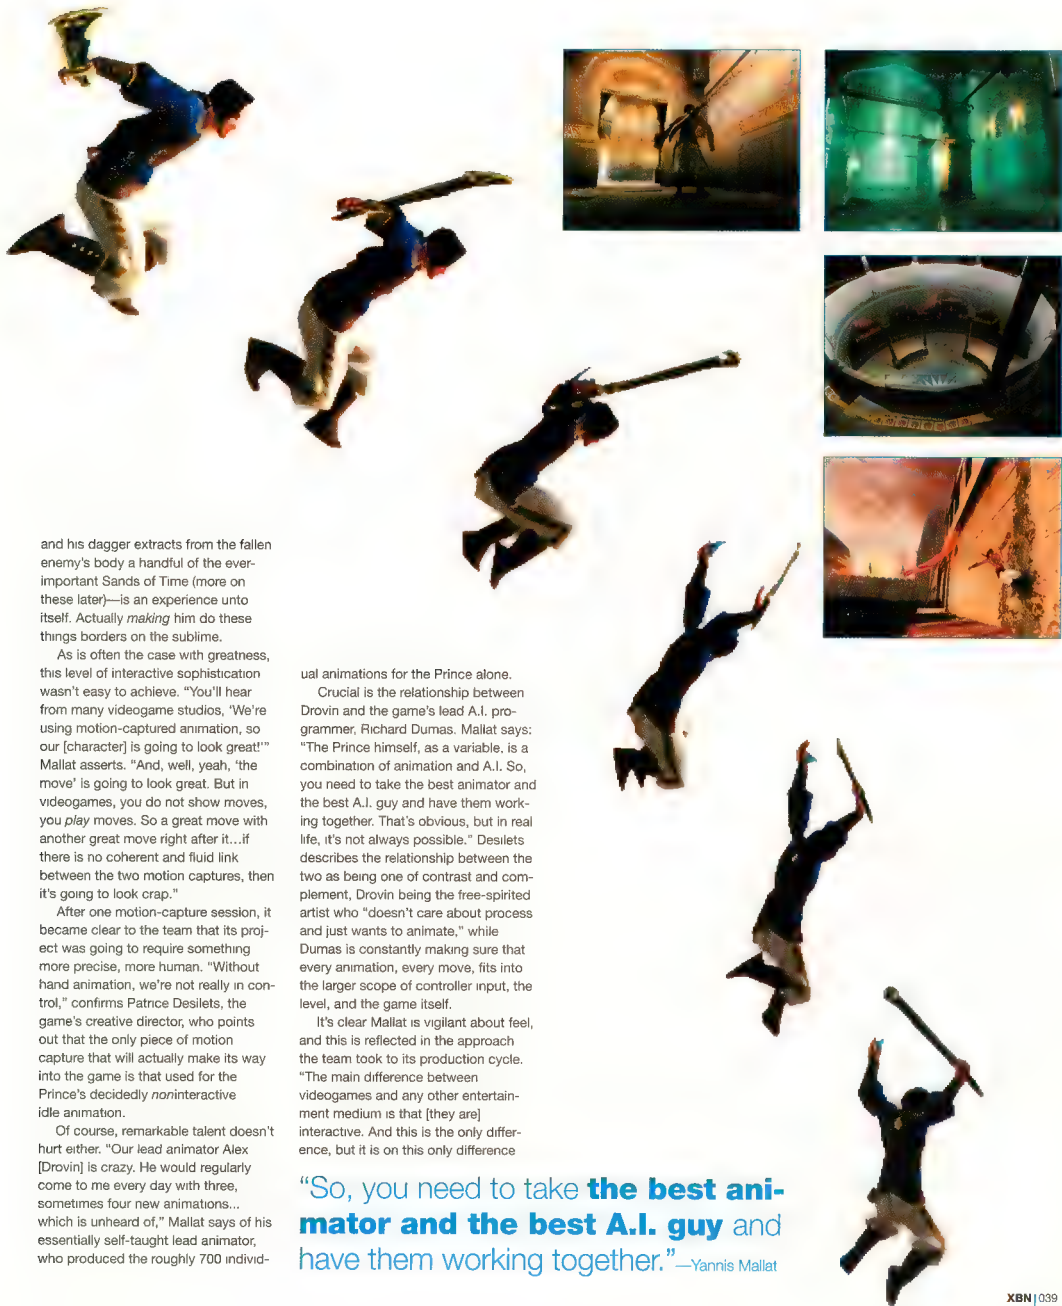 and his dagger extracts from the fallen
enemy's body a handful of the ever-
important Sands of Time (more on
these later)—is an experience unto
itself. Actually making him do these
things borders on the sublime.
As is often the case with greatness,
this level of interactive sophistication
wasn't easy to achieve. “You'll hear
from many videogame studios, ‘We're
using motion-captured animation, so
our [character] is going to look great!’”
Mallat asserts. “And, well, yeah, ‘the
move’ is going to look great. But in
videogames, you do not show moves,
you play moves. So a great move with
another great move right after it...if
there is no coherent and fluid link
between the two motion captures, then
it's going to look crap.”
After one motion-capture session, it
became clear to the team that its proj-
ect was going to require something
more precise, more human. “Without
hand animation, we're not really in con-
trol,” confirms Patrice Desilets, the
game's creative director, who points
out that the only piece of motion
capture that will actually make its way
into the game is that used for the
Prince's decidedly noninteractive
idle animation.
Of course, remarkable talent doesn't
hurt either. “Our lead animator Alex
[Drovin] is crazy. He would regularly
come to me every day with three,
sometimes four new animations...
which is unheard of,” Mallat says of his
essentially self-taught lead animator,
who produced the roughly 700 individ-
ual animations for the Prince alone.
Crucial is the relationship between
Drovin and the game's lead A.I. pro-
grammer, Richard Dumas. Mallat says:
“The Prince himself, as a variable, is a
combination of animation and A.I. So,
you need to take the best animator and
the best A.I. guy and have them work-
ing together. That's obvious, but in real
life, it's not always possible.” Desilets
describes the relationship between the
two as being one of contrast and com-
plement, Drovin being the free-spirited
artist who “doesn't care about process
and just wants to animate,” while
Dumas is constantly making sure that
every animation, every move, fits into
the larger scope of controller input, the
level, and the game itself.
It's clear Mallat is vigilant about feel,
and this is reflected in the approach
the team took to its production cycle.
“The main difference between
videogames and any other entertain-
ment medium is that [they are]
interactive. And this is the only differ-
ence, but it is on this only difference
“So, you need to take the best ani-
mator and the best A.I. guy and
have them working together.”—Yannis Mallat
XBN | 039